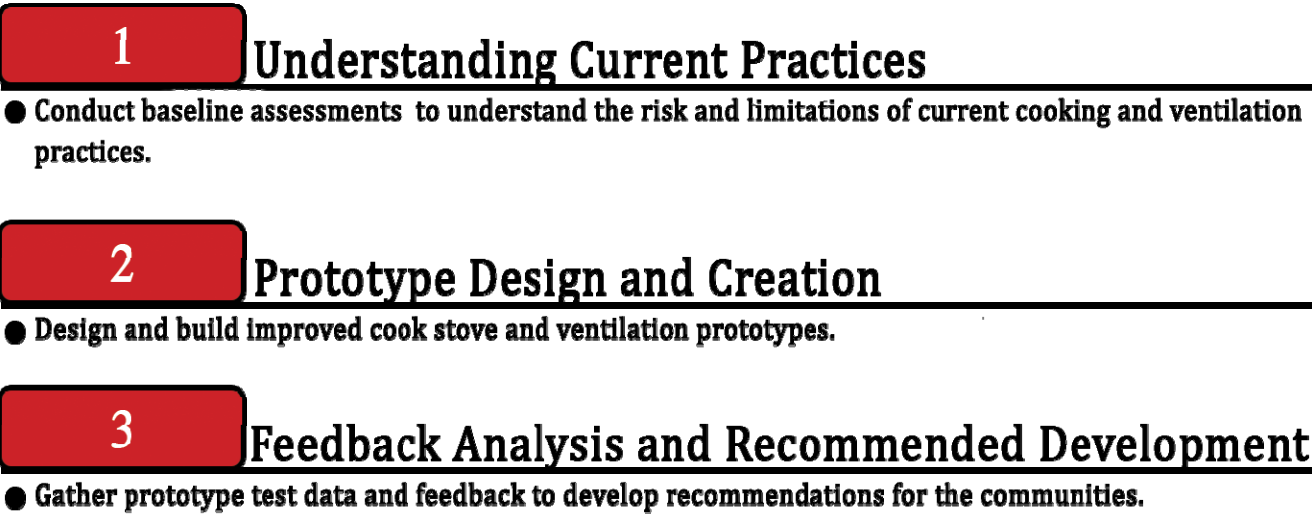 1
Understanding Current Practices
● Conduct baseline assessments to understand the risk and limitations of current cooking and ventilation
practices.
2
Prototype Design and Creation
● Design and build improved cook stove and ventilation prototypes.
3
Feedback Analysis and Recommended Development
● Gather prototype test data and feedback to develop recommendations for the communities.